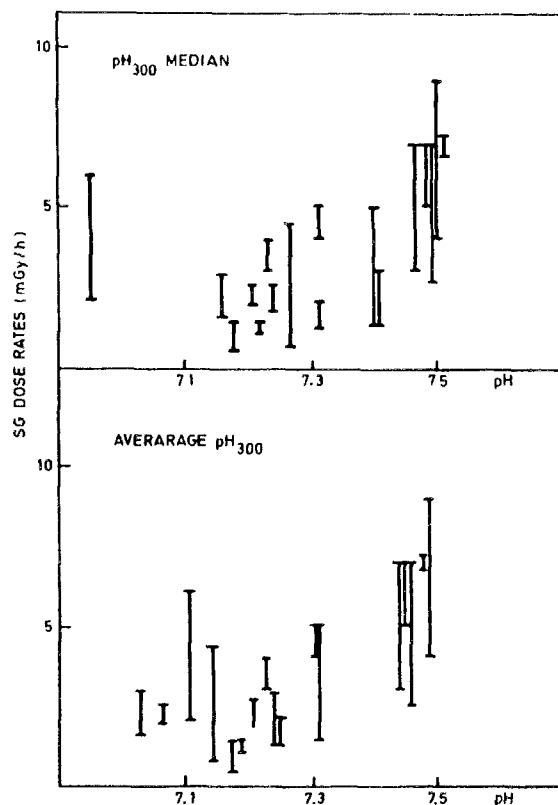 10
pH300 MEDIAN
5
7.1 7.3 7.5 pH
SG DOSE RATES (mGy/h)
AVERARAGE pH300
10
5
7.1 7.3 7.5 pH